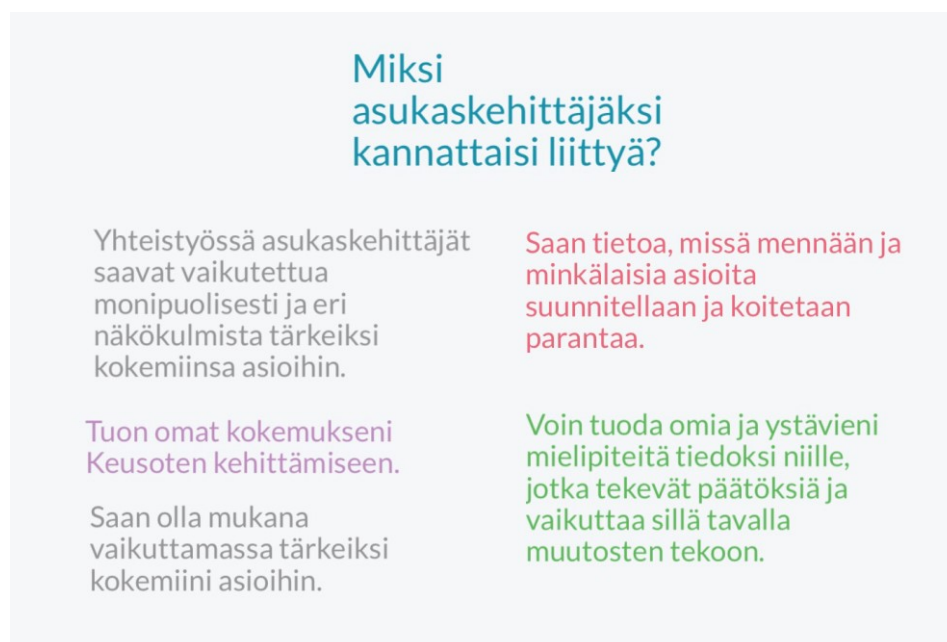 Miksi
asukaskehittäjäksi
kannattaisi liittyä?
Yhteistyössä asukaskehittäjät
saavat vaikutettua
monipuolisesti ja eri
näkökulmista tärkeiksi
kokemiinsa asioihin.
Tuon omat kokemukseni
Keusoten kehittämiseen.
Saan olla mukana
vaikuttamassa tärkeiksi
kokemiini asioihin.
Saan tietoa, missä mennään ja
minkälaisia asioita
suunnitellaan ja koitetaan
parantaa.
Voin tuoda omia ja ystävieni
mielipiteitä tiedoksi niille,
jotka tekevät päätöksiä ja
vaikuttaa sillä tavalla
muutosten tekoon.